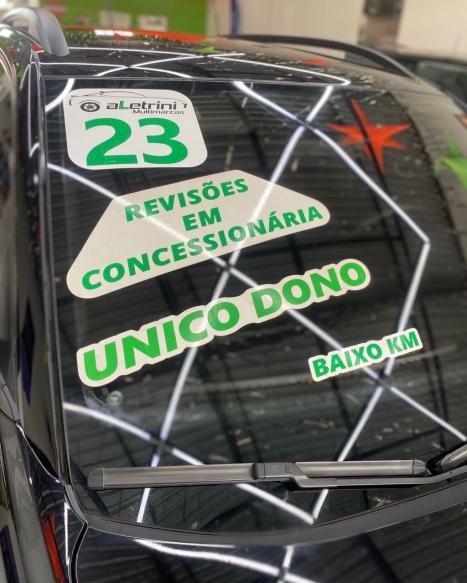 aLetrini
Multimarcas
23
REVISÕES
EM
CONCESSIONÁRIA
UNICO DONO
BAIXO KM